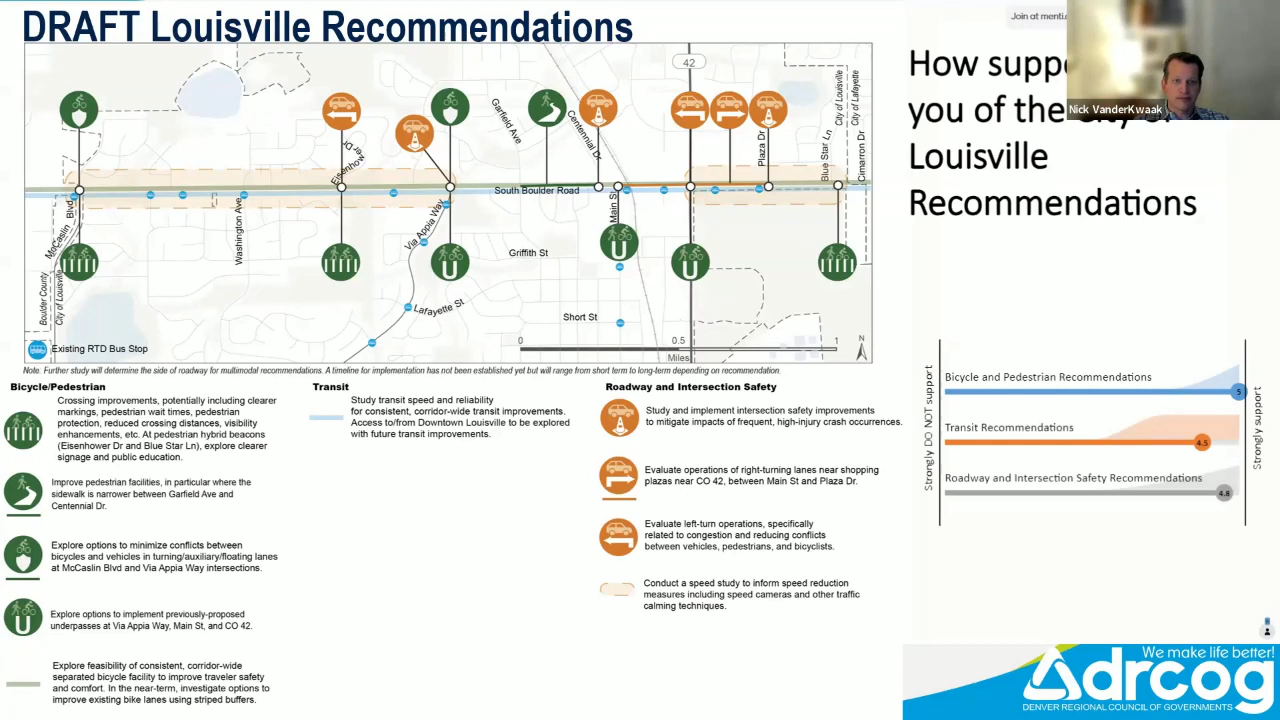 DRAFT Louisville Recommendations
42
Garfield Ave
Centennial Dr
Eisenhower Dr
Plaza Dr
Blue Star Ln
City of Louisville
City of Lafayette
Cimarron Dr
South Boulder Road
McCaslin Blvd
Washington Ave
Via Appia Way
Main St
Griffith St
Boulder County
City of Louisville
Lafayette St
Short St
Existing RTD Bus Stop
0 0.5 1
Miles
N
Note: Further study will determine the side of roadway for multimodal recommendations. A timeline for implementation has not been established yet but will range from short term to long-term depending on recommendation.
Bicycle/Pedestrian
Crossing improvements, potentially including clearer
markings, pedestrian wait times, pedestrian
protection, reduced crossing distances, visibility
enhancements, etc. At pedestrian hybrid beacons
(Eisenhower Dr and Blue Star Ln), explore clearer
signage and public education.
Improve pedestrian facilities, in particular where the
sidewalk is narrower between Garfield Ave and
Centennial Dr.
Explore options to minimize conflicts between
bicycles and vehicles in turning/auxiliary/floating lanes
at McCaslin Blvd and Via Appia Way intersections.
U
Explore options to implement previously-proposed
underpasses at Via Appia Way, Main St, and CO 42.
Explore feasibility of consistent, corridor-wide
separated bicycle facility to improve traveler safety
and comfort. In the near-term, investigate options to
improve existing bike lanes using striped buffers.
Transit
Study transit speed and reliability
for consistent, corridor-wide transit improvements.
Access to/from Downtown Louisville to be explored
with future transit improvements.
Roadway and Intersection Safety
Study and implement intersection safety improvements
to mitigate impacts of frequent, high-injury crash occurrences.
Evaluate operations of right-turning lanes near shopping
plazas near CO 42, between Main St and Plaza Dr.
Evaluate left-turn operations, specifically
related to congestion and reducing conflicts
between vehicles, pedestrians, and bicyclists.
Conduct a speed study to inform speed reduction
measures including speed cameras and other traffic
calming techniques.
Join at menti.
Nick VanderKwaak
How supp
you of the City of
Louisville
Recommendations
Strongly DO NOT support
Bicycle and Pedestrian Recommendations
5
Transit Recommendations
4.5
Roadway and Intersection Safety Recommendations
4.8
Strongly support
We make life better!
drcog
DENVER REGIONAL COUNCIL OF GOVERNMENTS